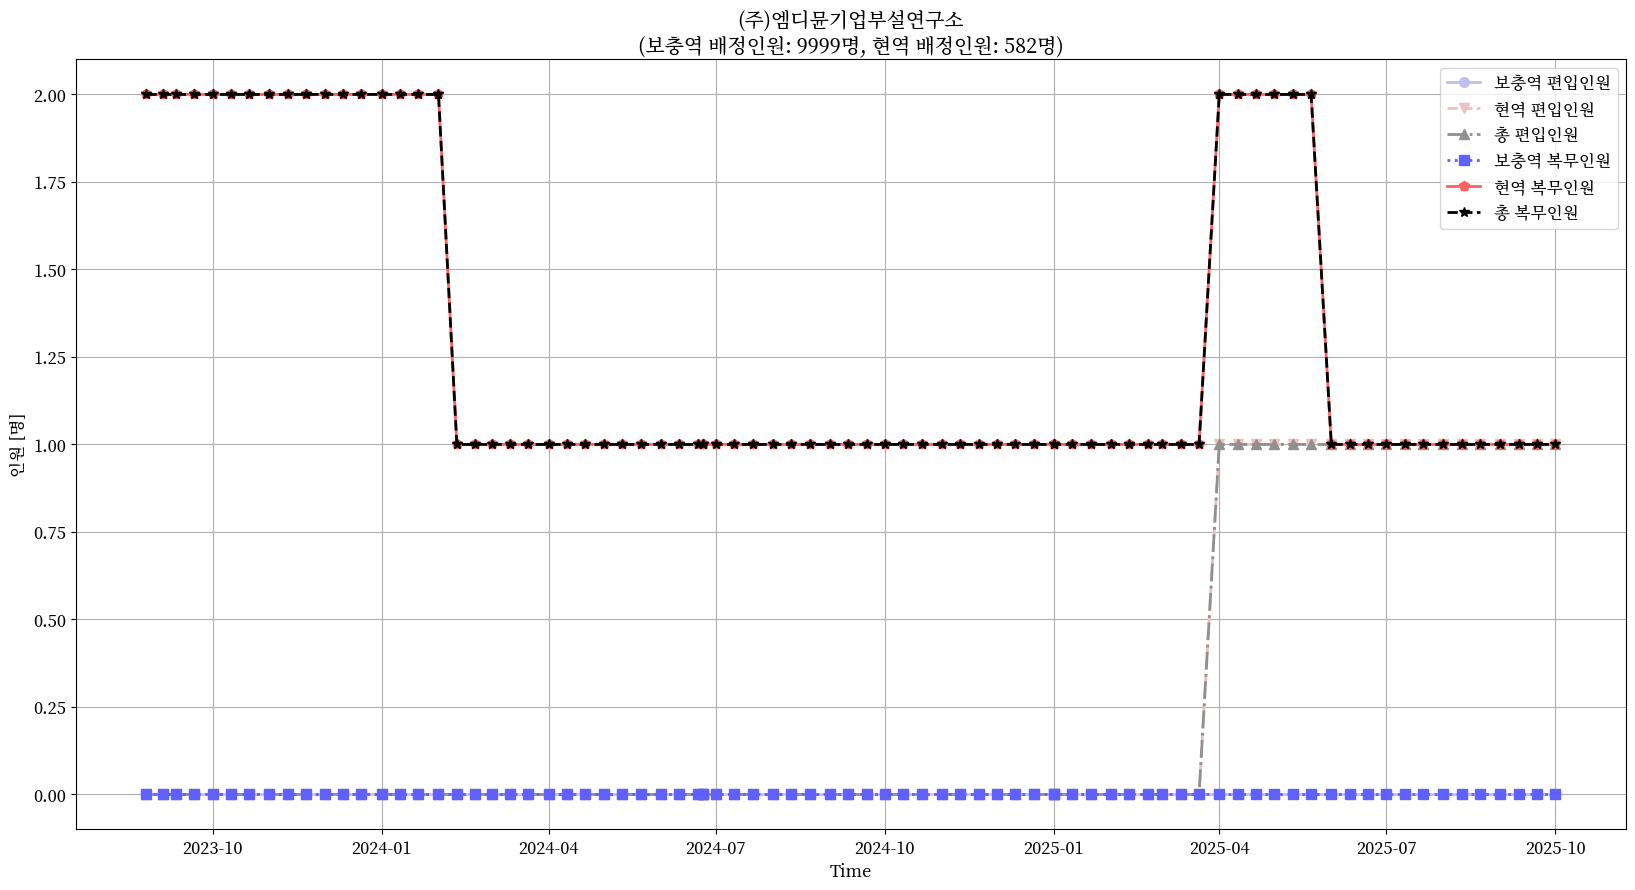 (주)엠디뮨기업부설연구소
(보충역 배정인원: 9999명, 현역 배정인원: 582명)
보충역 편입인원
현역 편입인원
총 편입인원
보충역 복무인원
현역 복무인원
총 복무인원
2.00
1.75
1.50
1.25
1.00
0.75
0.50
0.25
0.00
인원 [명]
2023-10
2024-01
2024-04
2024-07
2024-10
2025-01
2025-04
2025-07
2025-10
Time